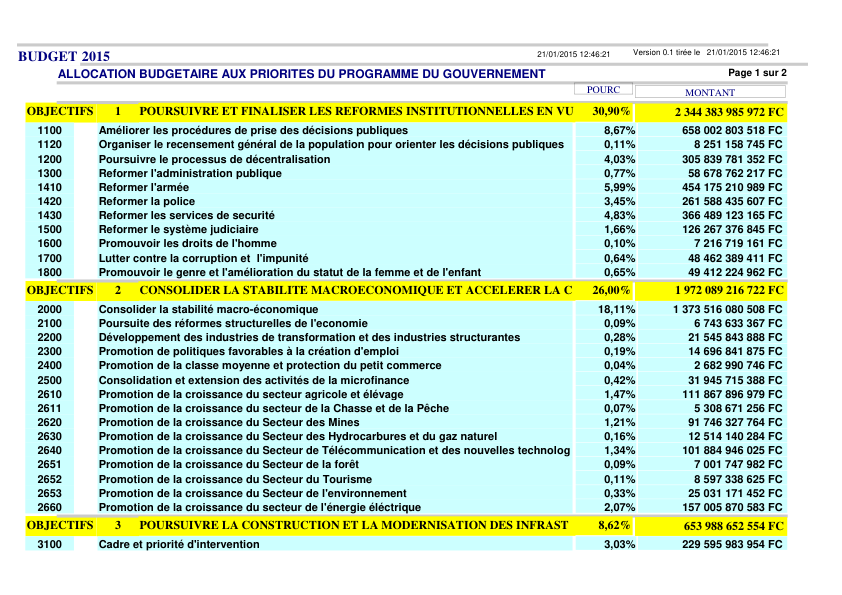 BUDGET 2015 21/01/2015 12:46:21 Version 0.1 tirée le 21/01/2015 12:46:21
ALLOCATION BUDGETAIRE AUX PRIORITES DU PROGRAMME DU GOUVERNEMENT Page 1 sur 2
POURC MONTANT
OBJECTIFS 1 POURSUIVRE ET FINALISER LES REFORMES INSTITUTIONNELLES EN VU 30,90% 2 344 383 985 972 FC
1100 Améliorer les procédures de prise des décisions publiques 8,67% 658 002 803 518 FC
1120 Organiser le recensement général de la population pour orienter les décisions publiques 0,11% 8 251 158 745 FC
1200 Poursuivre le processus de décentralisation 4,03% 305 839 781 352 FC
1300 Reformer l'administration publique 0,77% 58 678 762 217 FC
1410 Reformer l'armée 5,99% 454 175 210 989 FC
1420 Reformer la police 3,45% 261 588 435 607 FC
1430 Reformer les services de securité 4,83% 366 489 123 165 FC
1500 Reformer le système judiciaire 1,66% 126 267 376 845 FC
1600 Promouvoir les droits de l'homme 0,10% 7 216 719 161 FC
1700 Lutter contre la corruption et l'impunité 0,64% 48 462 389 411 FC
1800 Promouvoir le genre et l'amélioration du statut de la femme et de l'enfant 0,65% 49 412 224 962 FC
OBJECTIFS 2 CONSOLIDER LA STABILITE MACROECONOMIQUE ET ACCELERER LA C 26,00% 1 972 089 216 722 FC
2000 Consolider la stabilité macro-économique 18,11% 1 373 516 080 508 FC
2100 Poursuite des réformes structurelles de l'economie 0,09% 6 743 633 367 FC
2200 Développement des industries de transformation et des industries structurantes 0,28% 21 545 843 888 FC
2300 Promotion de politiques favorables à la création d'emploi 0,19% 14 696 841 875 FC
2400 Promotion de la classe moyenne et protection du petit commerce 0,04% 2 682 990 746 FC
2500 Consolidation et extension des activités de la microfinance 0,42% 31 945 715 388 FC
2610 Promotion de la croissance du secteur agricole et élévage 1,47% 111 867 896 979 FC
2611 Promotion de la croissance du secteur de la Chasse et de la Pêche 0,07% 5 308 671 256 FC
2620 Promotion de la croissance du Secteur des Mines 1,21% 91 746 327 764 FC
2630 Promotion de la croissance du Secteur des Hydrocarbures et du gaz naturel 0,16% 12 514 140 284 FC
2640 Promotion de la croissance du Secteur de Télécommunication et des nouvelles technolog 1,34% 101 884 946 025 FC
2651 Promotion de la croissance du Secteur de la forêt 0,09% 7 001 747 982 FC
2652 Promotion de la croissance du Secteur du Tourisme 0,11% 8 597 338 625 FC
2653 Promotion de la croissance du Secteur de l'environnement 0,33% 25 031 171 452 FC
2660 Promotion de la croissance du secteur de l'énergie électrique 2,07% 157 005 870 583 FC
OBJECTIFS 3 POURSUIVRE LA CONSTRUCTION ET LA MODERNISATION DES INFRAST 8,62% 653 988 652 554 FC
3100 Cadre et priorité d'intervention 3,03% 229 595 983 954 FC